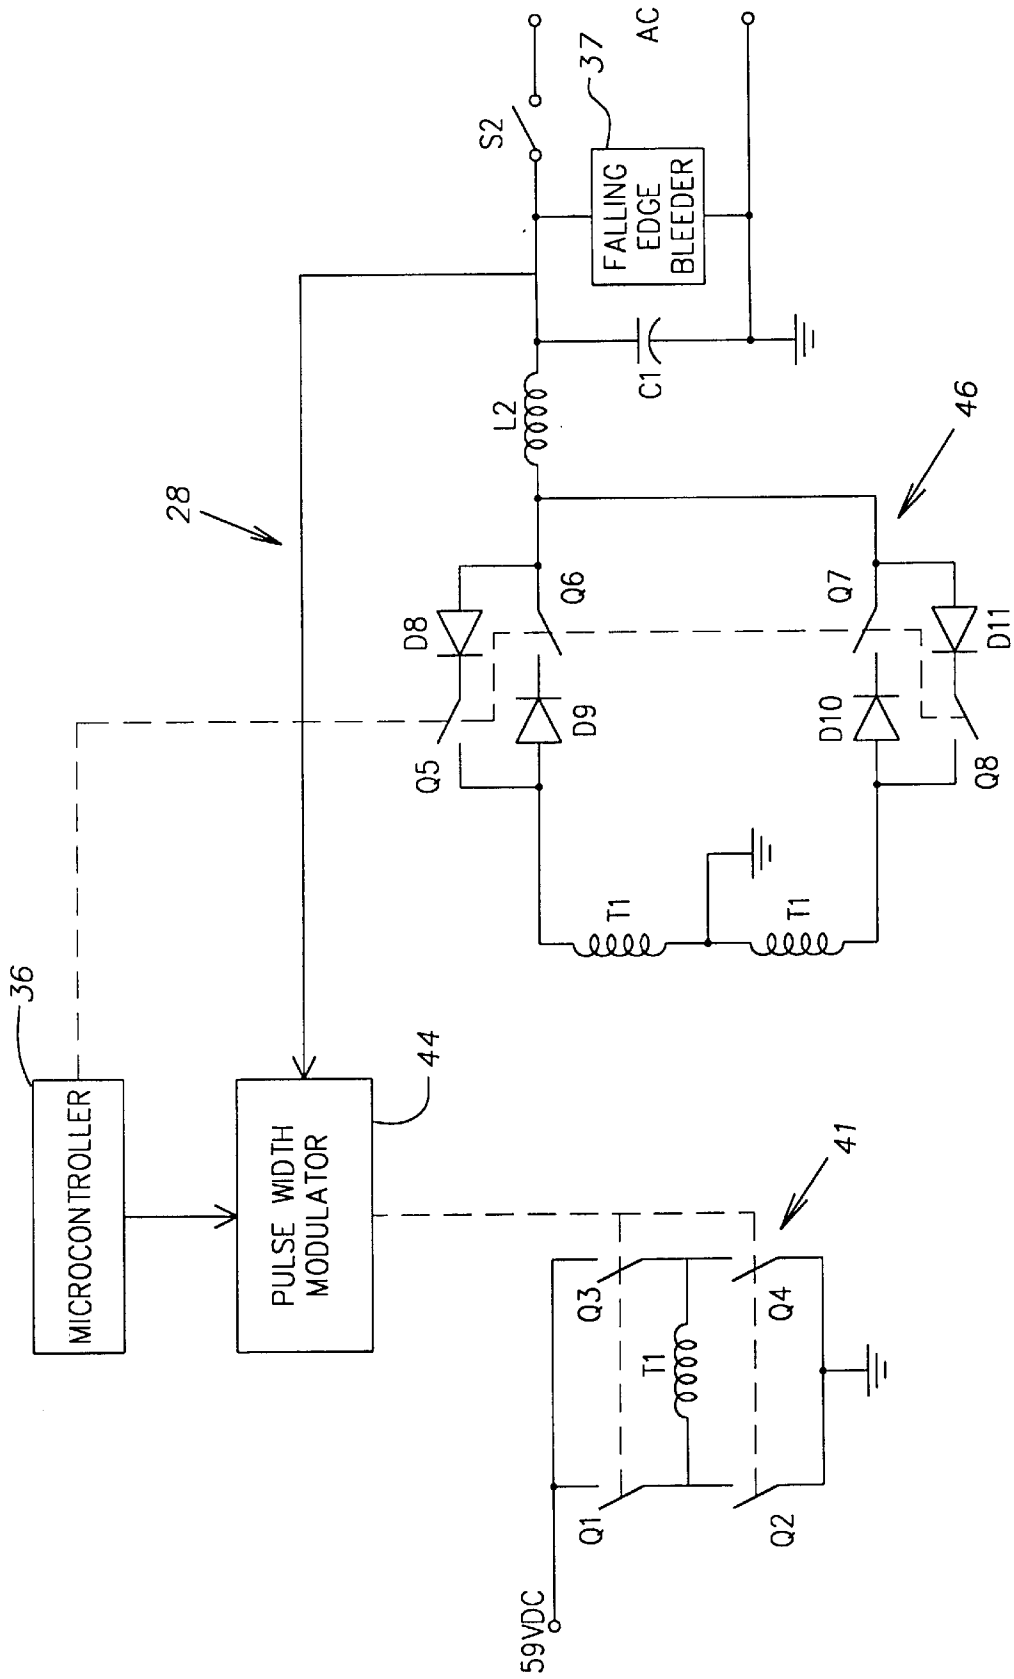 36
MICROCONTROLLER
28
PULSE WIDTH
MODULATOR
44
D8
Q5
Q6
D9
L2
S2
FALLING
EDGE
BLEEDER
37
AC
C1
T1
T1
Q7
D10
D11
Q8
46
59VDC
Q1
Q3
T1
Q2
Q4
41